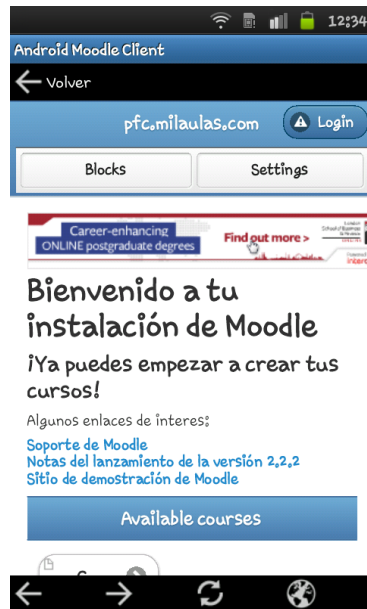 12:34
Android Moodle Client
Volver
pfc.milaulas.com
Login
Blocks
Settings
Career-enhancing
ONLINE postgraduate degrees
Find out more >
Bienvenido a tu
instalación de Moodle
¡Ya puedes empezar a crear tus
cursos!
Algunos enlaces de interes:
Soporte de Moodle
Notas del lanzamiento de la versión 2.2.2
Sitio de demostración de Moodle
Available courses